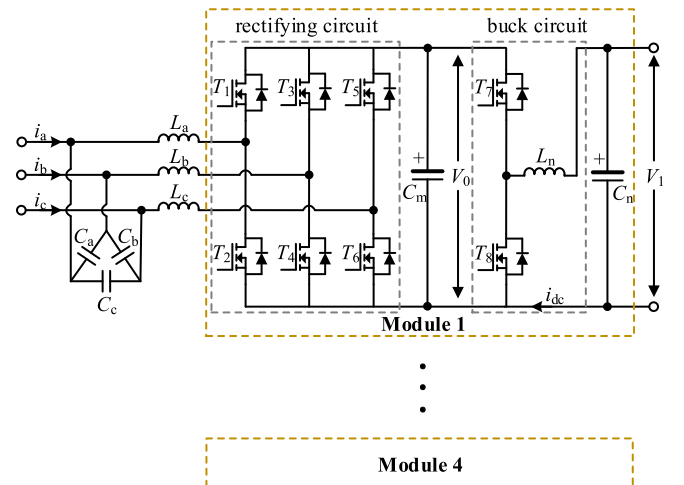 rectifying circuit
buck circuit
T1
T3
T5
T7
ia
La
ib
Lb
ic
Lc
+
Cm
V0
Ln
+
Cn
V1
Ca
Cb
Cc
T2
T4
T6
T8
idc
Module 1
Module 4